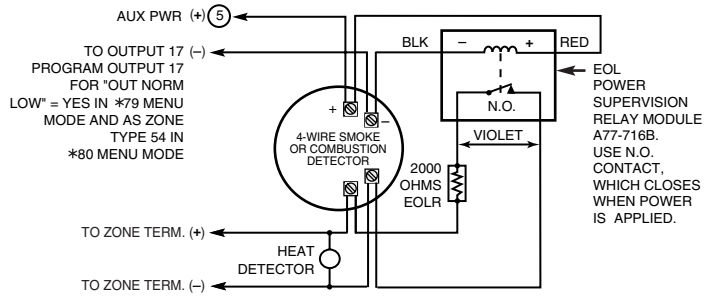 AUX PWR (+) 5
TO OUTPUT 17 (–)
PROGRAM OUTPUT 17
FOR "OUT NORM
LOW" = YES IN *79 MENU
MODE AND AS ZONE
TYPE 54 IN
*80 MENU MODE
+
–
4-WIRE SMOKE
OR COMBUSTION
DETECTOR
BLK
–
+
RED
N.O.
VIOLET
2000
OHMS
EOLR
EOL
POWER
SUPERVISION
RELAY MODULE
A77-716B.
USE N.O.
CONTACT,
WHICH CLOSES
WHEN POWER
IS APPLIED.
TO ZONE TERM. (+)
HEAT
DETECTOR
TO ZONE TERM. (–)